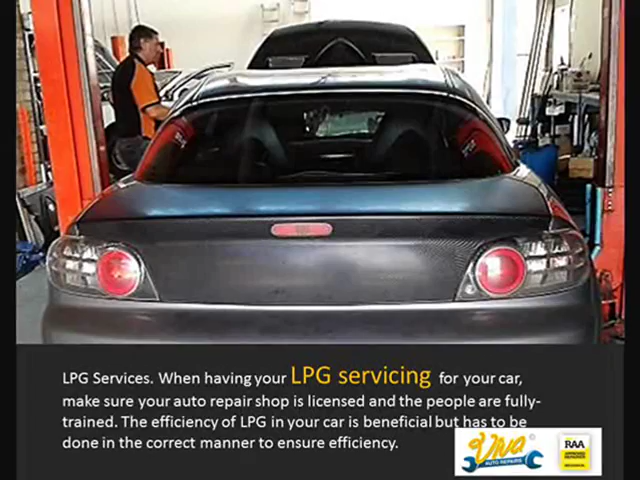 LPG Services. When having your LPG servicing for your car,
make sure your auto repair shop is licensed and the people are fully-
trained. The efficiency of LPG in your car is beneficial but has to be
done in the correct manner to ensure efficiency.
Viva
AUTO REPAIRS
RAA
APPROVED
REPAIRER